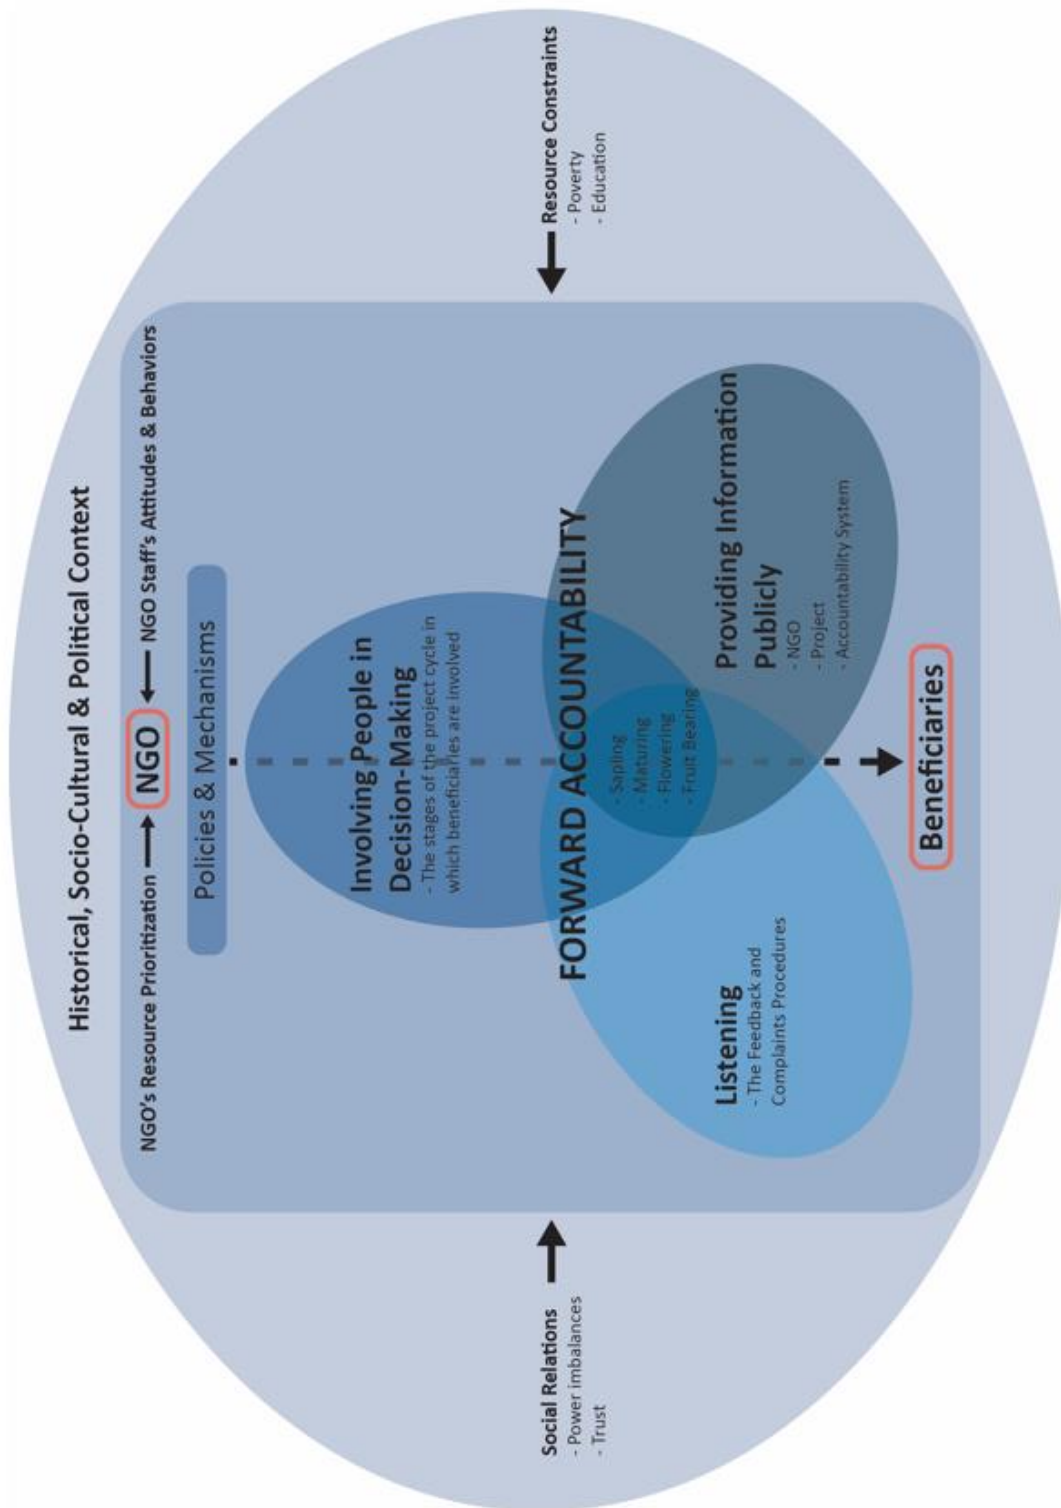 Historical, Socio-Cultural & Political Context
NGO's Resource Prioritization
NGO
NGO Staff's Attitudes & Behaviors
Policies & Mechanisms
Involving People in
Decision-Making
- The stages of the project cycle in
which beneficiaries are involved
Social Relations
- Power imbalances
- Trust
Resource Constraints
- Poverty
- Education
FORWARD ACCOUNTABILITY
- Sapling
- Maturing
- Flowering
- Fruit Bearing
Listening
- The Feedback and
Complaints Procedures
Providing Information
Publicly
- NGO
- Project
- Accountability System
Beneficiaries